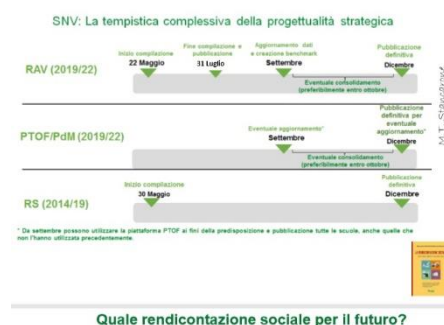 SNV: La tempistica complessiva della progettualità strategica
RAV (2019/22)
Inizio compilazione
22 Maggio
Fine compilazione e
pubblicazione
31 Luglio
Aggiornamento dati
e creazione benchmark
Settembre
Pubblicazione
definitiva
Dicembre
Eventuale consolidamento
(preferibilmente entro ottobre)
PTOF/PdM (2019/22)
Eventuale aggiornamento*
Settembre
Pubblicazione
definitiva per
eventuale
aggiornamento*
Dicembre
Eventuale consolidamento
(preferibilmente entro ottobre)
RS (2014/19)
Inizio compilazione
30 Maggio
Pubblicazione
definitiva
Dicembre
* Da settembre possono utilizzare la piattaforma PTOF ai fini della predisposizione e pubblicazione tutte le scuole, anche quelle che
non l'hanno utilizzata precedentemente.
M.T. Stancarone
Quale rendicontazione sociale per il futuro?